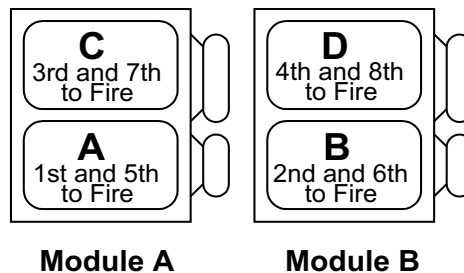 C
3rd and 7th
to Fire
A
1st and 5th
to Fire
Module A
D
4th and 8th
to Fire
B
2nd and 6th
to Fire
Module B